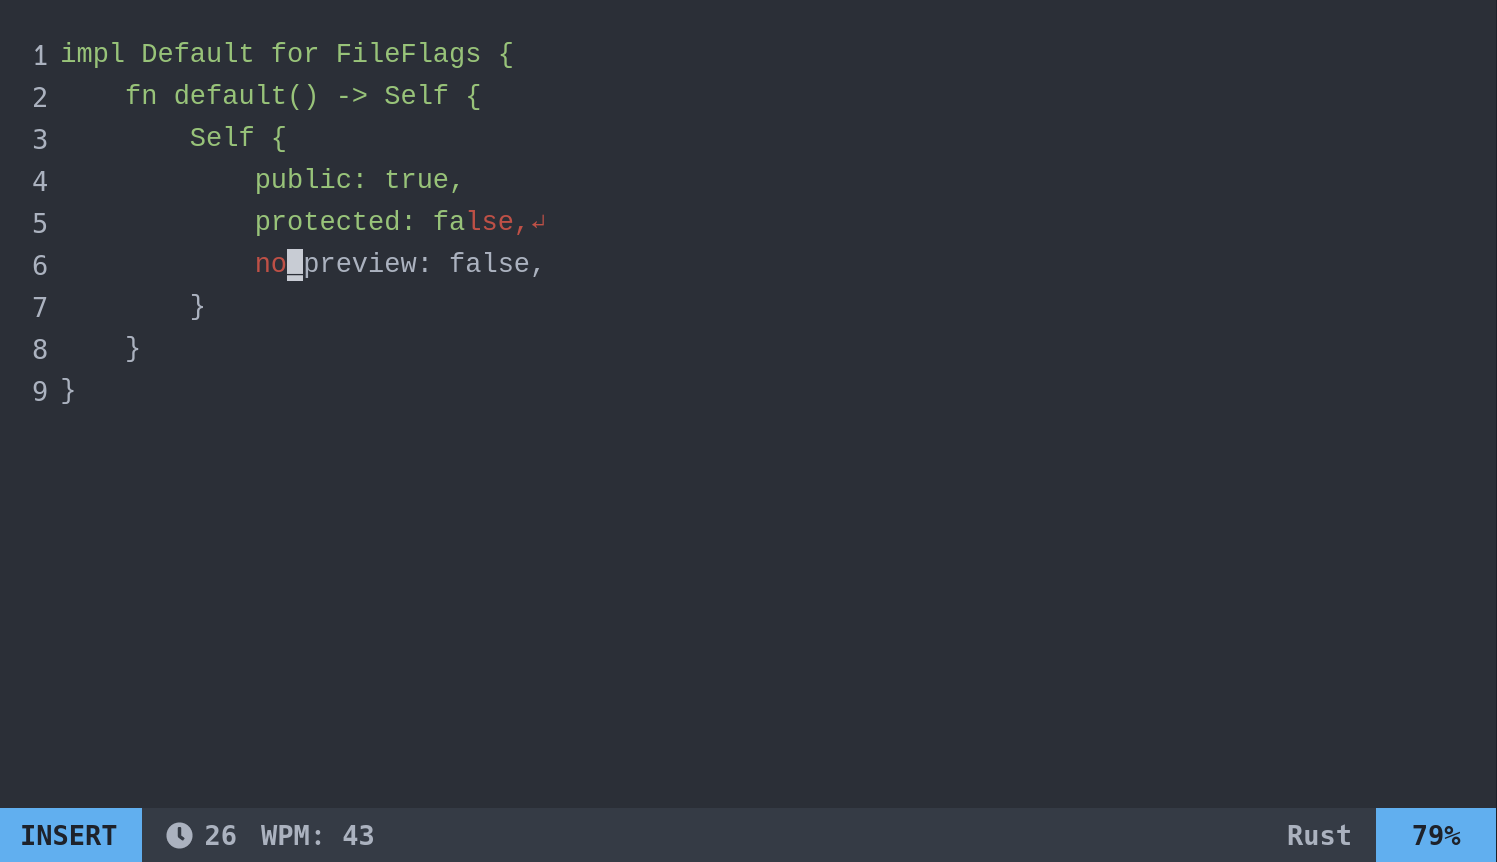 1 impl Default for FileFlags {
2     fn default() -> Self {
3         Self {
4             public: true,
5             protected: false,⏎
6             no_preview: false,
7         }
8     }
9 }
INSERT 26 WPM: 43 Rust 79%